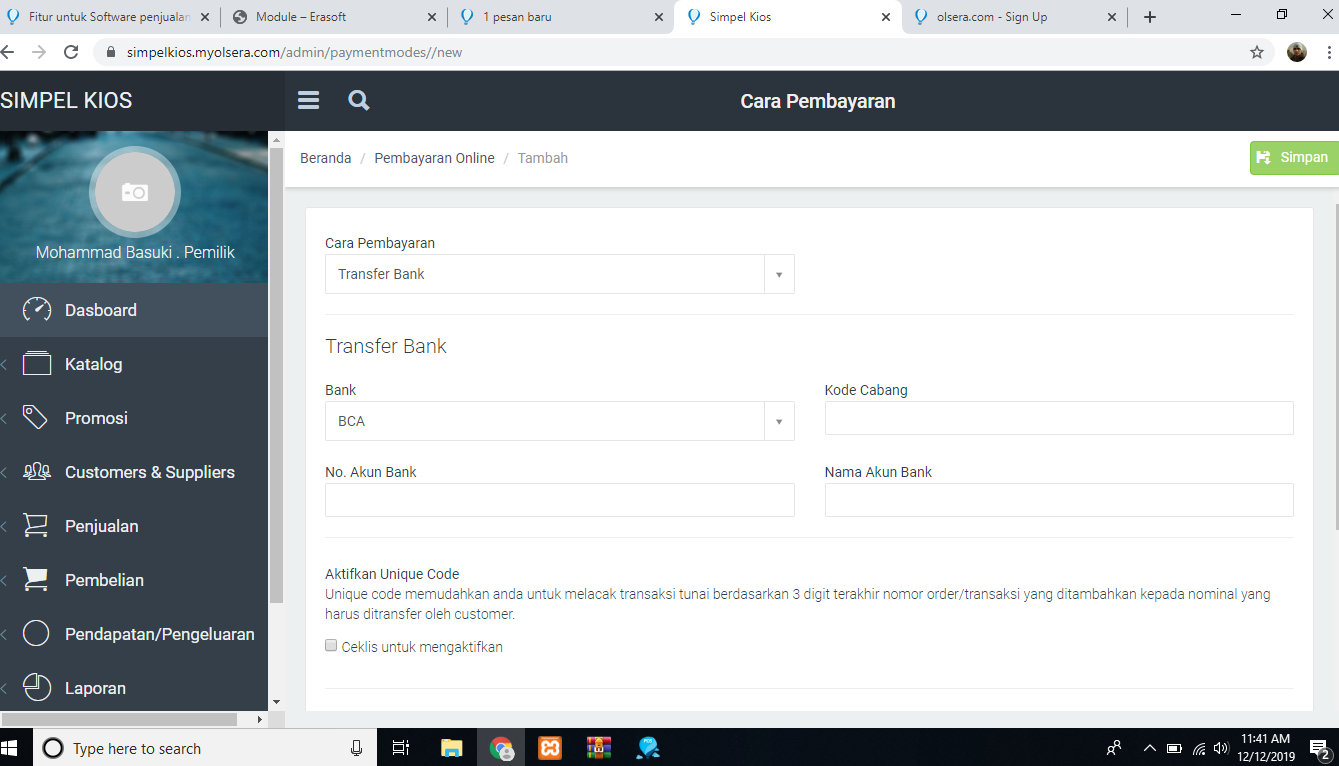 Fitur untuk Software penjualan
Module – Erasoft
1 pesan baru
Simpel Kios
olsera.com - Sign Up
simpelkios.myolsera.com/admin/paymentmodes//new
SIMPEL KIOS
Cara Pembayaran
Beranda / Pembayaran Online / Tambah
Simpan
Mohammad Basuki . Pemilik
Dasboard
Katalog
Promosi
Customers & Suppliers
Penjualan
Pembelian
Pendapatan/Pengeluaran
Laporan
Cara Pembayaran
Transfer Bank
Transfer Bank
Bank
Kode Cabang
BCA
No. Akun Bank
Nama Akun Bank
Aktifkan Unique Code
Unique code memudahkan anda untuk melacak transaksi tunai berdasarkan 3 digit terakhir nomor order/transaksi yang ditambahkan kepada nominal yang
harus ditransfer oleh customer.
Ceklis untuk mengaktifkan
Type here to search
11:41 AM
12/12/2019
2